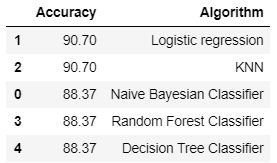 Accuracy Algorithm
1 90.70 Logistic regression
2 90.70 KNN
0 88.37 Naive Bayesian Classifier
3 88.37 Random Forest Classifier
4 88.37 Decision Tree Classifier